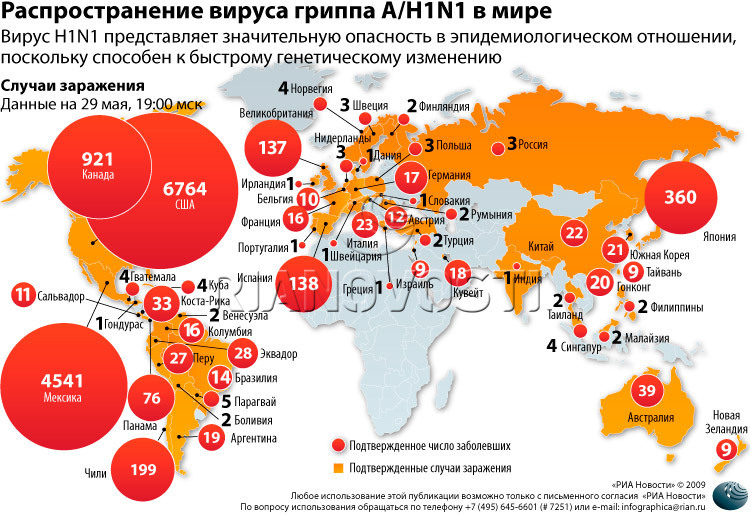 Распространение вируса гриппа A/H1N1 в мире
Вирус H1N1 представляет значительную опасность в эпидемиологическом отношении,
поскольку способен к быстрому генетическому изменению
Случаи заражения
Данные на 29 мая, 19:00 мск
921
Канада
6764
США
4541
Мексика
4
Гватемала
4
Куба
11
Сальвадор
33
Коста-Рика
1
Гондурас
2
Венесуэла
16
Колумбия
28
Эквадор
27
Перу
14
Бразилия
76
Панама
5
Парагвай
2
Боливия
19
Аргентина
199
Чили
4
Норвегия
3
Швеция
2
Финляндия
Великобритания
137
Нидерланды
3
1
Дания
3
Польша
3
Россия
Ирландия
1
Бельгия
10
17
Германия
1
Словакия
Франция
16
12
Австрия
2
Румыния
Португалия
1
23
Италия
2
Турция
1
Швейцария
Испания
138
9
Израиль
18
Кувейт
Греция
1
1
Индия
22
Китай
360
Япония
21
Южная Корея
9
Тайвань
20
Гонконг
2
Таиланд
2
Филиппины
4
Сингапур
2
Малайзия
39
Австралия
Новая
Зеландия
9
RIANOVOSTI
Подтвержденное число заболевших
Подтвержденные случаи заражения
«РИА Новости» © 2009
Любое использование этой публикации возможно только с письменного согласия «РИА Новости»
По вопросу использования обращаться по телефону +7 (495) 645-6601 (# 7251) или e-mail: infographica@rian.ru